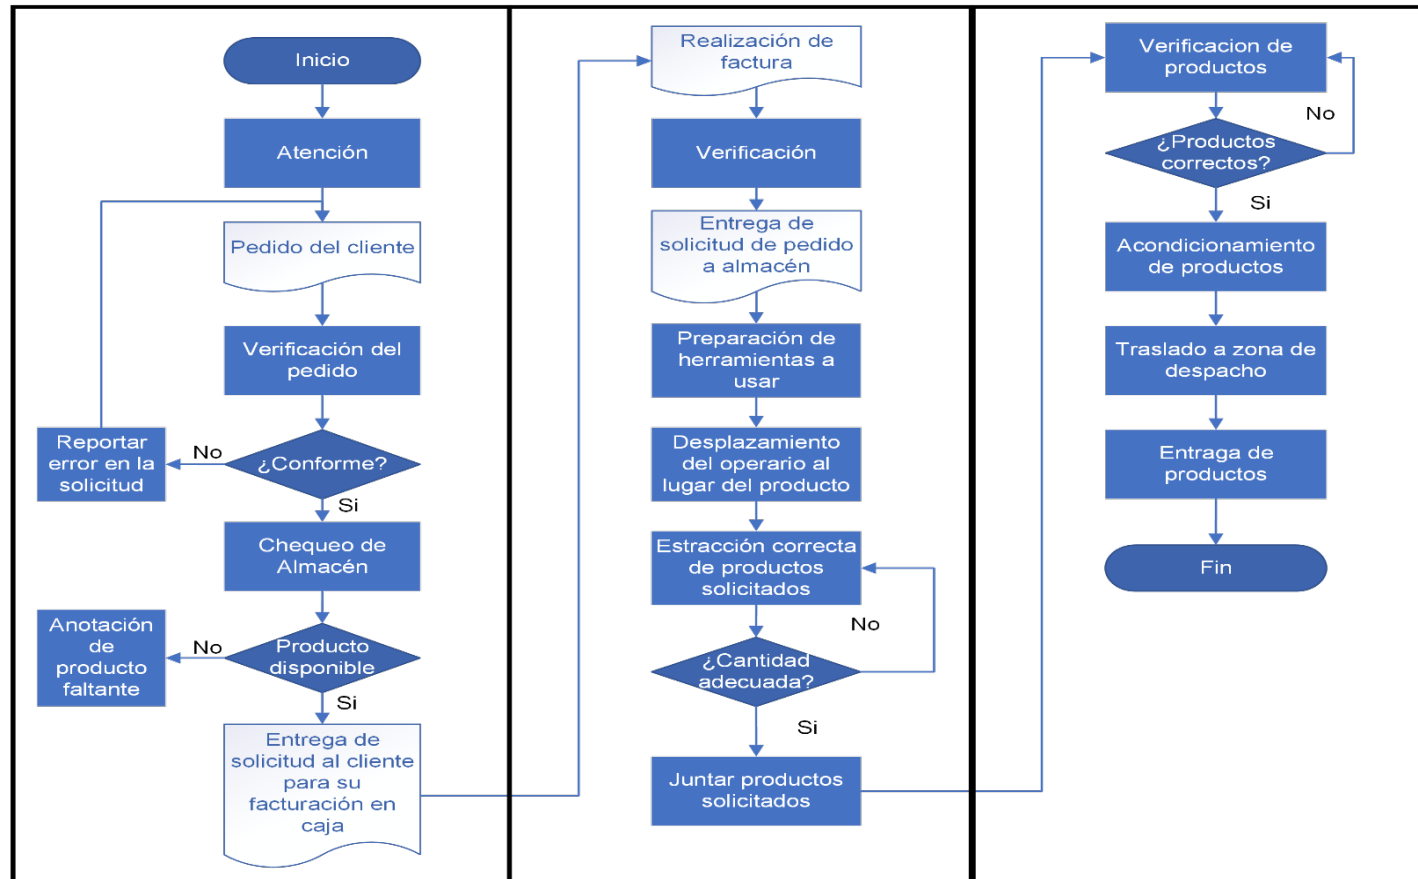 Inicio
Atención
Pedido del cliente
Verificación del
pedido
Reportar
error en la
solicitud
No
¿Conforme?
Si
Chequeo de
Almacén
Anotación
de
producto
faltante
No
Producto
disponible
Si
Entrega de
solicitud al cliente
para su
facturación en
caja
Realización de
factura
Verificación
Entrega de
solicitud de pedido
a almacén
Preparación de
herramientas a
usar
Desplazamiento
del operario al
lugar del producto
Estracción correcta
de productos
solicitados
No
¿Cantidad
adecuada?
Si
Juntar productos
solicitados
Verificacion de
productos
No
¿Productos
correctos?
Si
Acondicionamiento
de productos
Traslado a zona de
despacho
Entraga de
productos
Fin